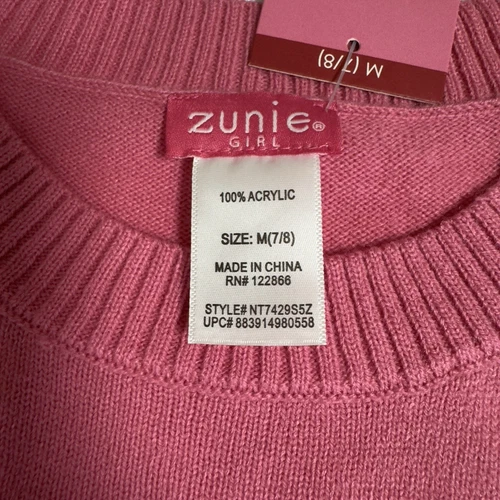 M (7/8)
zunie®
GIRL
100% ACRYLIC
SIZE: M(7/8)
MADE IN CHINA
RN# 122866
STYLE# NT7429S5Z
UPC# 883914980558